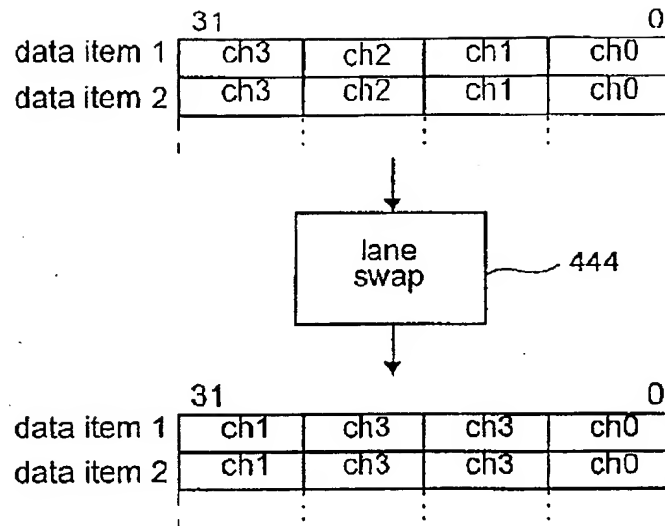 31 0
data item 1 ch3 ch2 ch1 ch0
data item 2 ch3 ch2 ch1 ch0
lane
swap
444
31 0
data item 1 ch1 ch3 ch3 ch0
data item 2 ch1 ch3 ch3 ch0